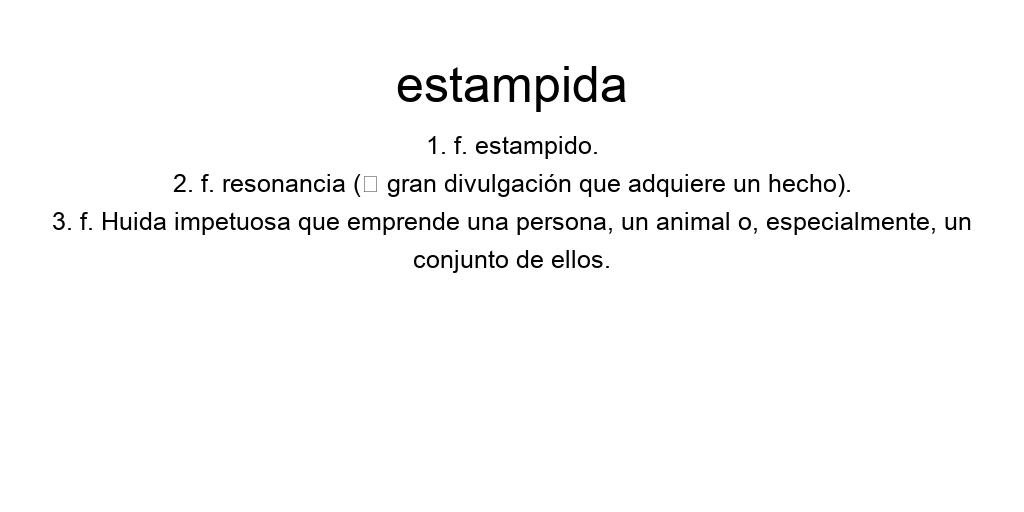 estampida
1. f. estampido.
2. f. resonancia (▯ gran divulgación que adquiere un hecho).
3. f. Huida impetuosa que emprende una persona, un animal o, especialmente, un
conjunto de ellos.